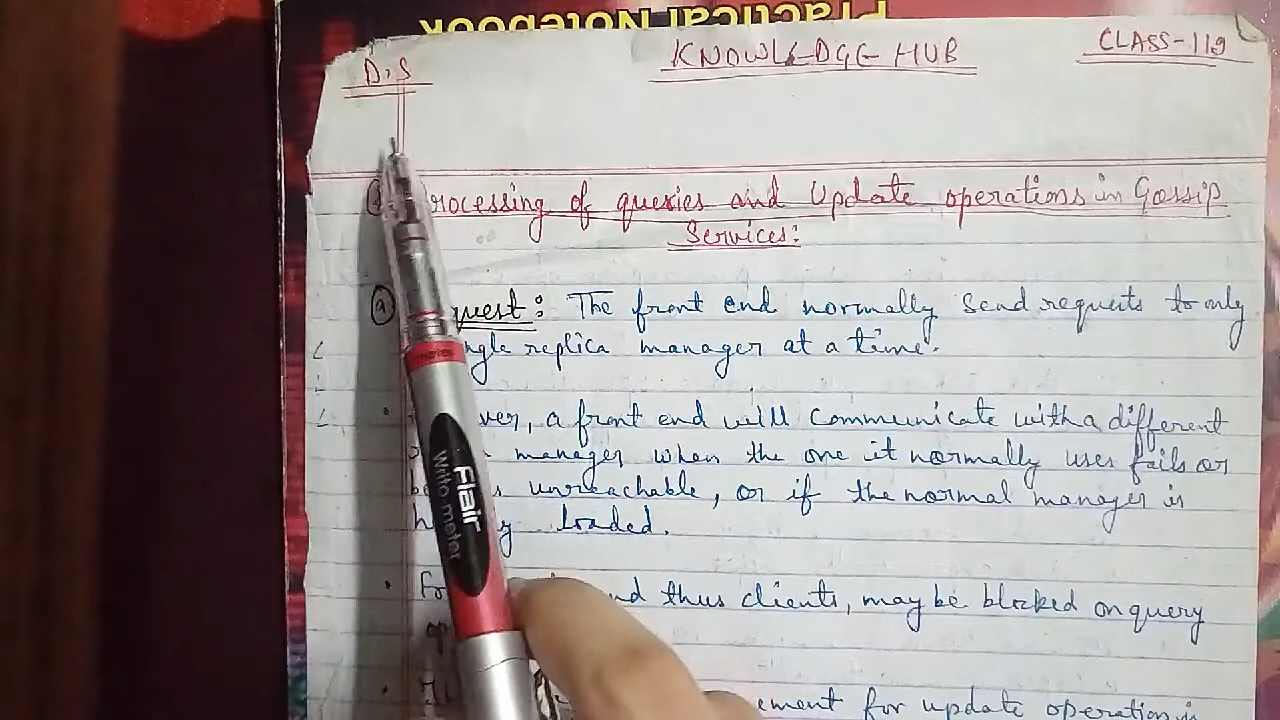 Practical Notebook
D.S
KNOWLEDGE HUB
CLASS-119
rocessing of queries and Update operations in Gossip
Services:
(a) quest: The front end normally Send requests to only
ngle replica manager at a time.
ver, a front end will communicate with a different
manager when the one it normally uses fails or
unreachable, or if the normal manager is
loaded.
nd thus clients, may be blocked on query
ement for update operation is
Flair
Writo meter